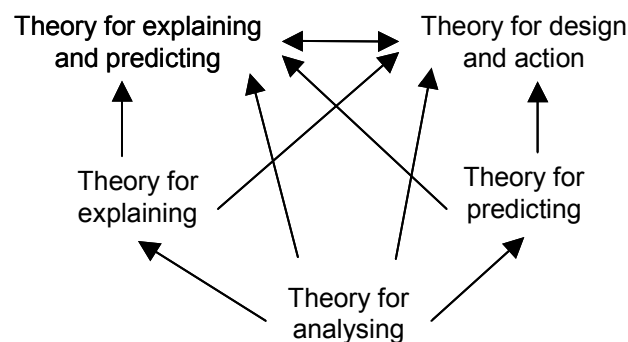 Theory for explaining
and predicting
Theory for design
and action
Theory for
explaining
Theory for
predicting
Theory for
analysing